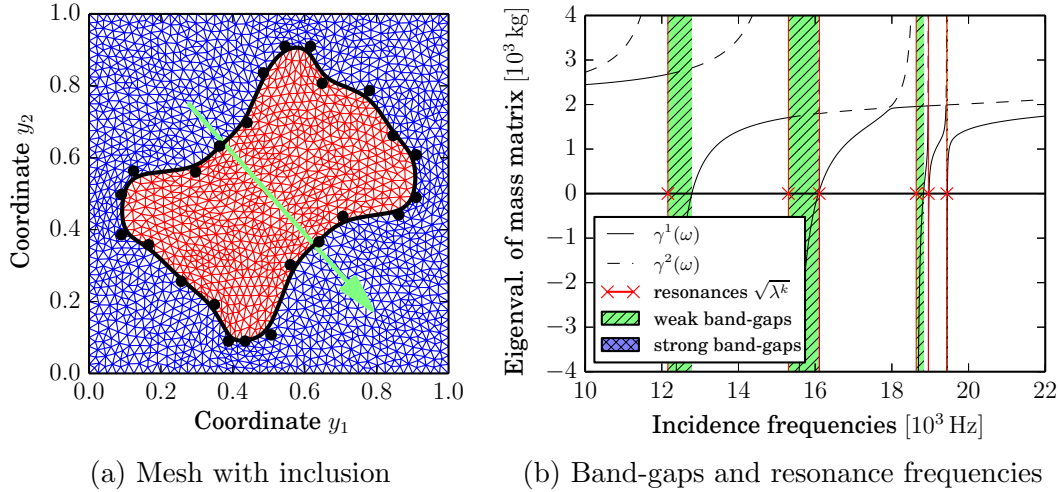 1.0
0.8
0.6
0.4
0.2
0.0
Coordinate y₂
0.0 0.2 0.4 0.6 0.8 1.0
Coordinate y₁
(a) Mesh with inclusion
4
3
2
1
0
−1
−2
−3
−4
Eigenval. of mass matrix [10³ kg]
γ¹(ω)
γ²(ω)
resonances √λᵏ
weak band-gaps
strong band-gaps
10 12 14 16 18 20 22
Incidence frequencies [10³ Hz]
(b) Band-gaps and resonance frequencies